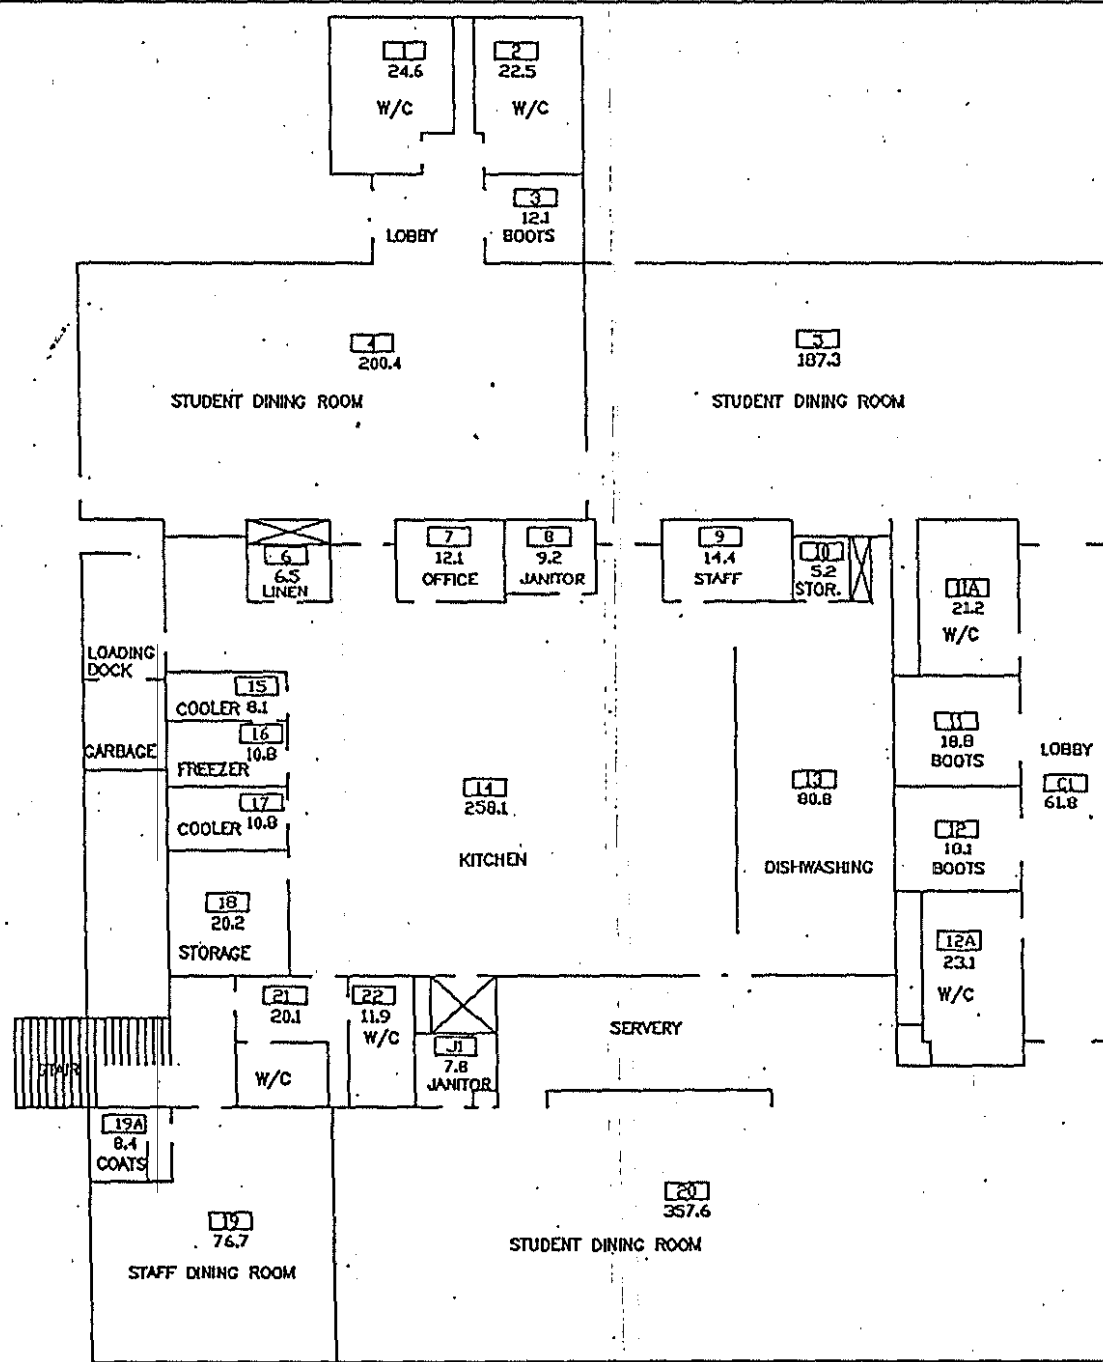 1
24.6
W/C
2
22.5
W/C
3
12.1
BOOTS
LOBBY
4
200.4
STUDENT DINING ROOM
5
187.3
STUDENT DINING ROOM
6
6.5
LINEN
7
12.1
OFFICE
8
9.2
JANITOR
9
14.4
STAFF
10
5.2
STOR.
11A
21.2
W/C
LOADING
DOCK
15
COOLER 8.1
16
10.8
FREEZER
GARBAGE
17
COOLER 10.8
14
258.1
KITCHEN
13
80.8
DISHWASHING
11
18.8
BOOTS
LOBBY
C1
61.8
12
10.1
BOOTS
18
20.2
STORAGE
12A
23.1
W/C
21
20.1
W/C
22
11.9
W/C
J1
7.8
JANITOR
SERVERY
STAIR
19A
8.4
COATS
19
76.7
STAFF DINING ROOM
20
357.6
STUDENT DINING ROOM